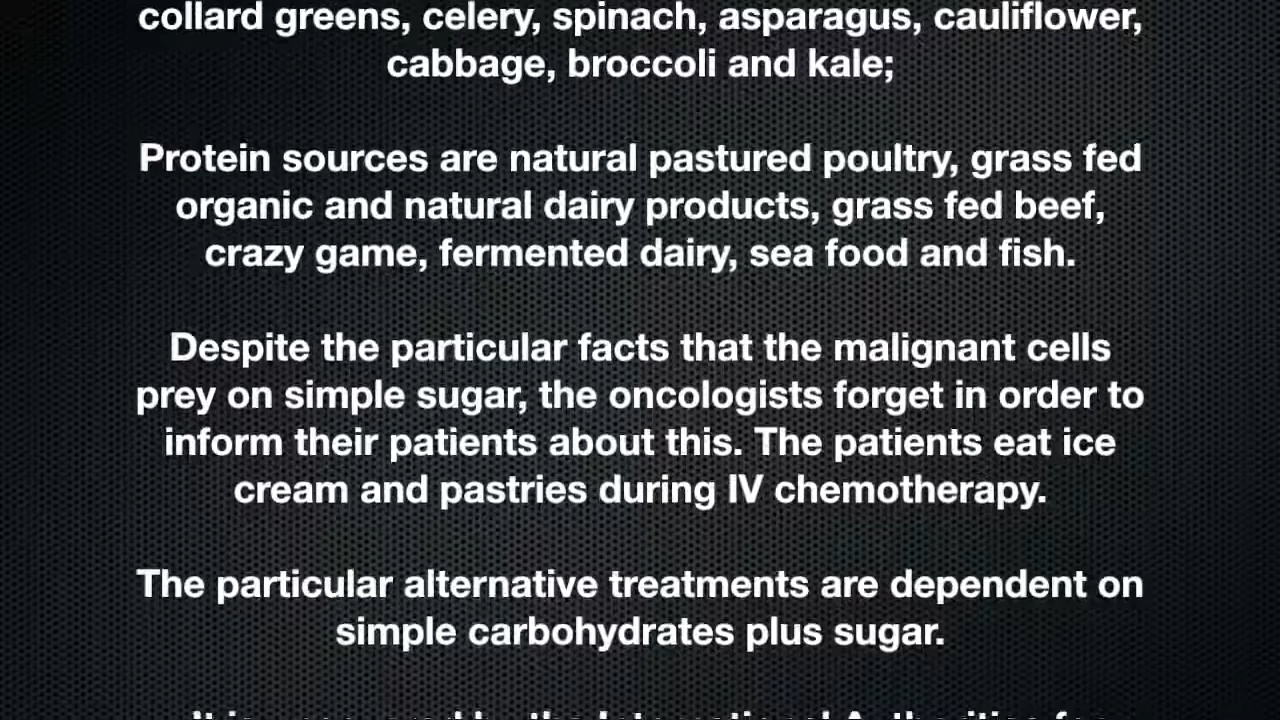 collard greens, celery, spinach, asparagus, cauliflower,
cabbage, broccoli and kale;
Protein sources are natural pastured poultry, grass fed
organic and natural dairy products, grass fed beef,
crazy game, fermented dairy, sea food and fish.
Despite the particular facts that the malignant cells
prey on simple sugar, the oncologists forget in order to
inform their patients about this. The patients eat ice
cream and pastries during IV chemotherapy.
The particular alternative treatments are dependent on
simple carbohydrates plus sugar.